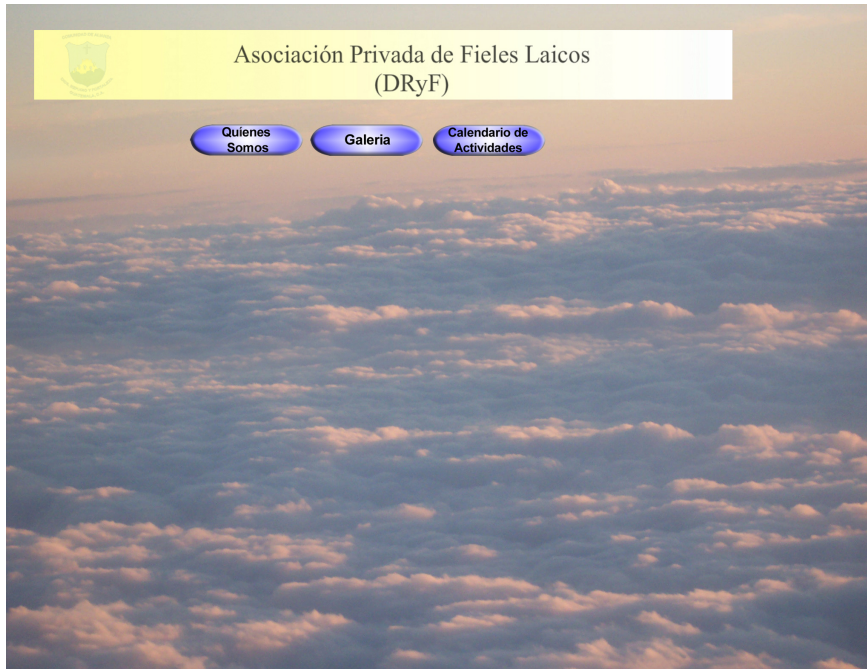 Asociación Privada de Fieles Laicos
(DRyF)
Quienes
Somos
Galeria
Calendario de
Actividades